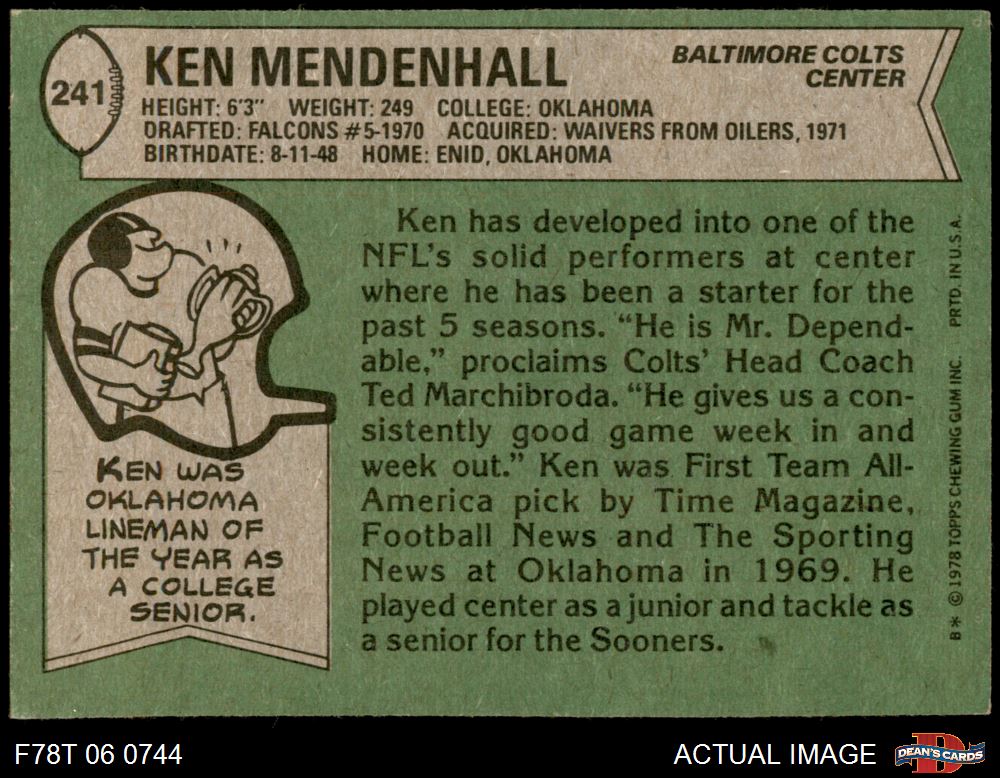 241
KEN MENDENHALL
BALTIMORE COLTS
CENTER
HEIGHT: 6'3" WEIGHT: 249 COLLEGE: OKLAHOMA
DRAFTED: FALCONS #5-1970 ACQUIRED: WAIVERS FROM OILERS, 1971
BIRTHDATE: 8-11-48 HOME: ENID, OKLAHOMA
KEN WAS
OKLAHOMA
LINEMAN OF
THE YEAR AS
A COLLEGE
SENIOR.
Ken has developed into one of the
NFL's solid performers at center
where he has been a starter for the
past 5 seasons. "He is Mr. Depend-
able," proclaims Colts' Head Coach
Ted Marchibroda. "He gives us a con-
sistently good game week in and
week out." Ken was First Team All-
America pick by Time Magazine,
Football News and The Sporting
News at Oklahoma in 1969. He
played center as a junior and tackle as
a senior for the Sooners.
B* © 1978 TOPPS CHEWING GUM INC. PRTD. IN U.S.A.
F78T 06 0744
ACTUAL IMAGE
DEAN'S CARDS